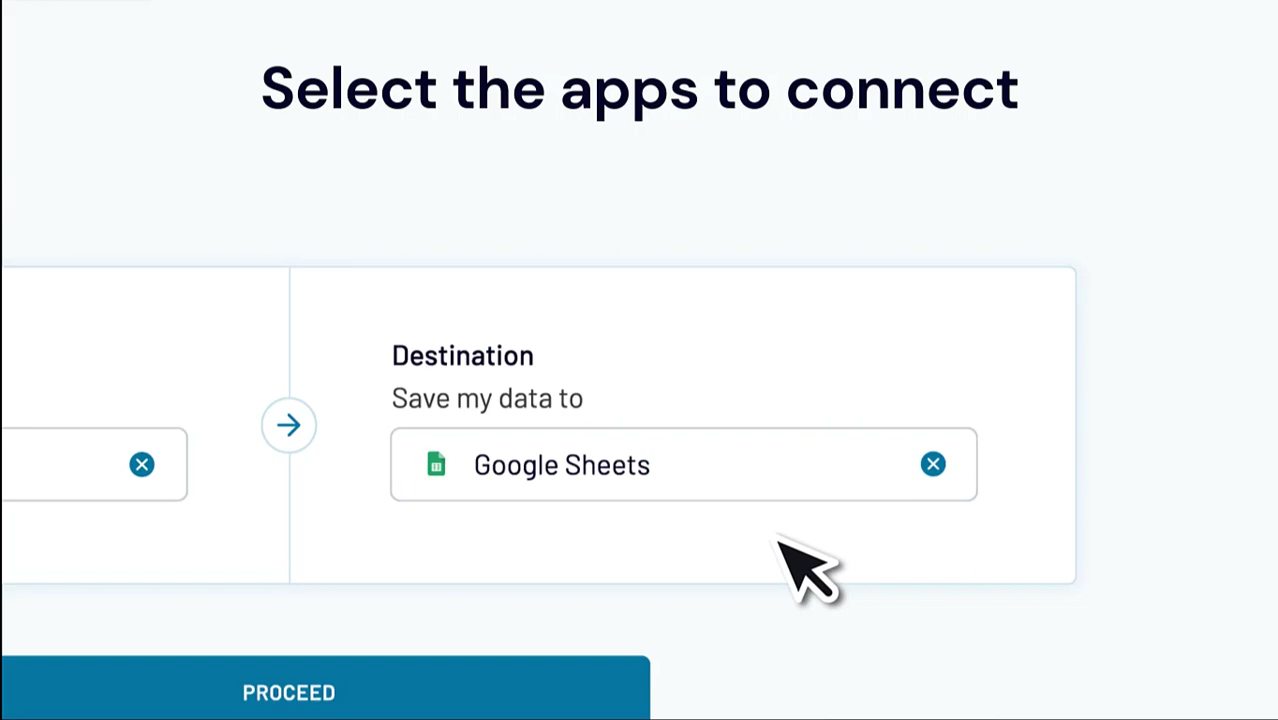 Select the apps to connect
Destination
Save my data to
Google Sheets
PROCEED